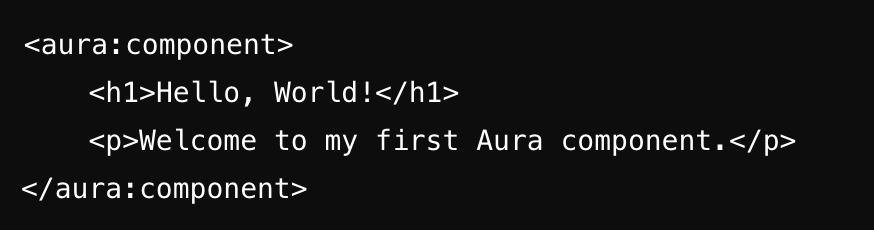 <aura:component>
    <h1>Hello, World!</h1>
    <p>Welcome to my first Aura component.</p>
</aura:component>